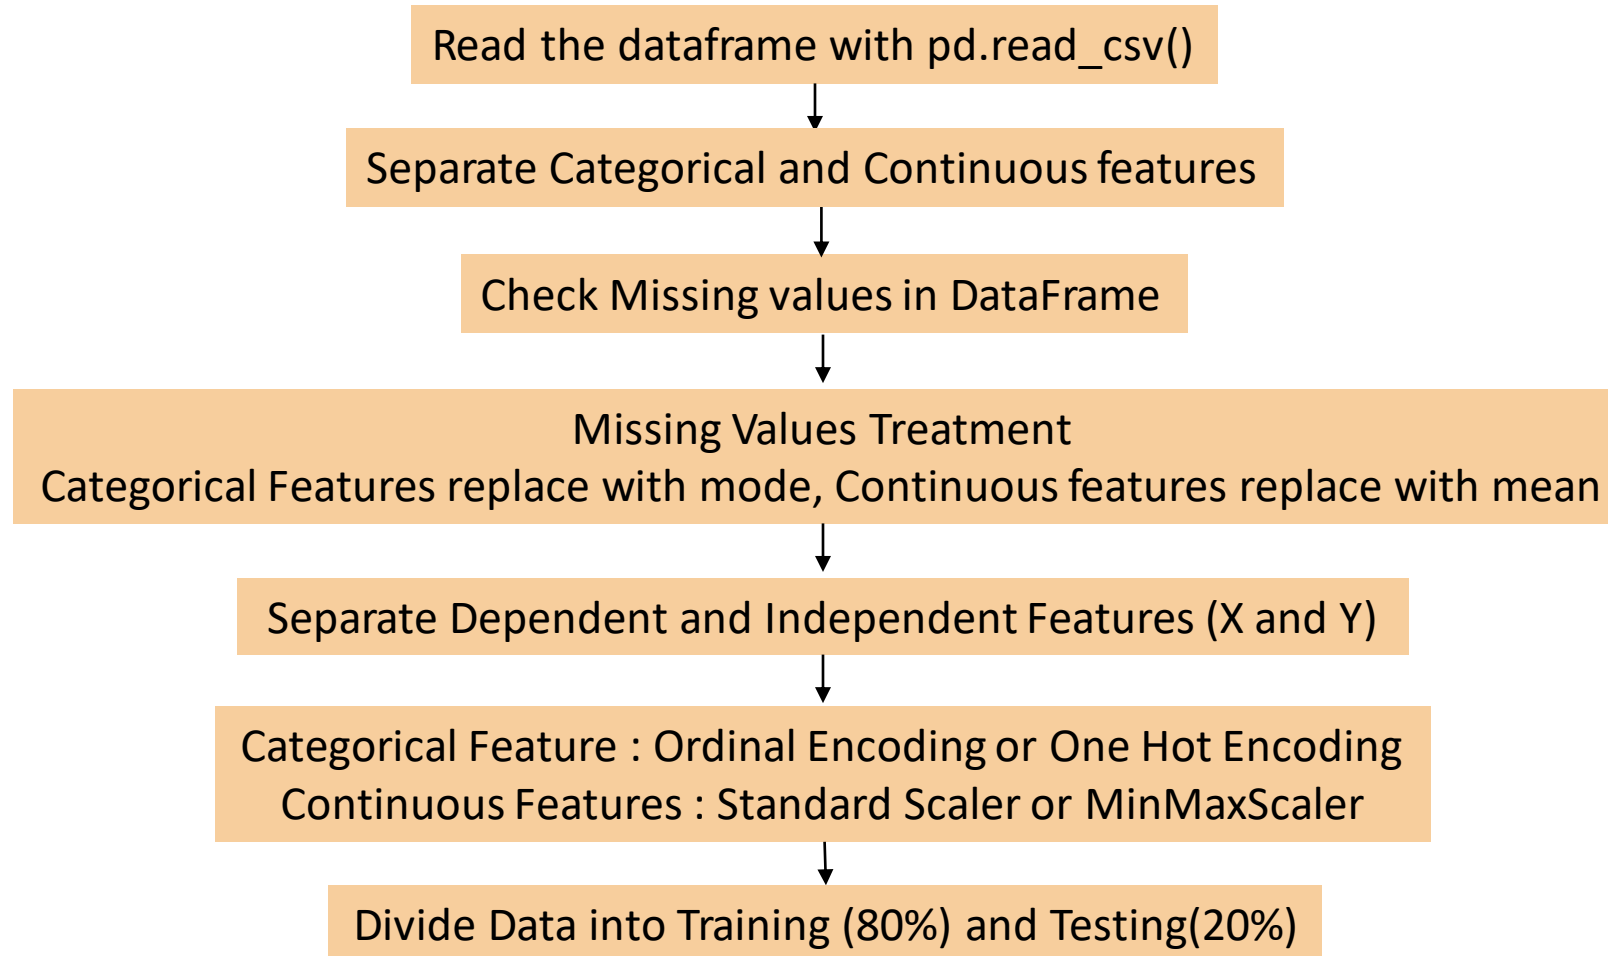 Read the dataframe with pd.read_csv()
Separate Categorical and Continuous features
Check Missing values in DataFrame
Missing Values Treatment
Categorical Features replace with mode, Continuous features replace with mean
Separate Dependent and Independent Features (X and Y)
Categorical Feature : Ordinal Encoding or One Hot Encoding
Continuous Features : Standard Scaler or MinMaxScaler
Divide Data into Training (80%) and Testing(20%)